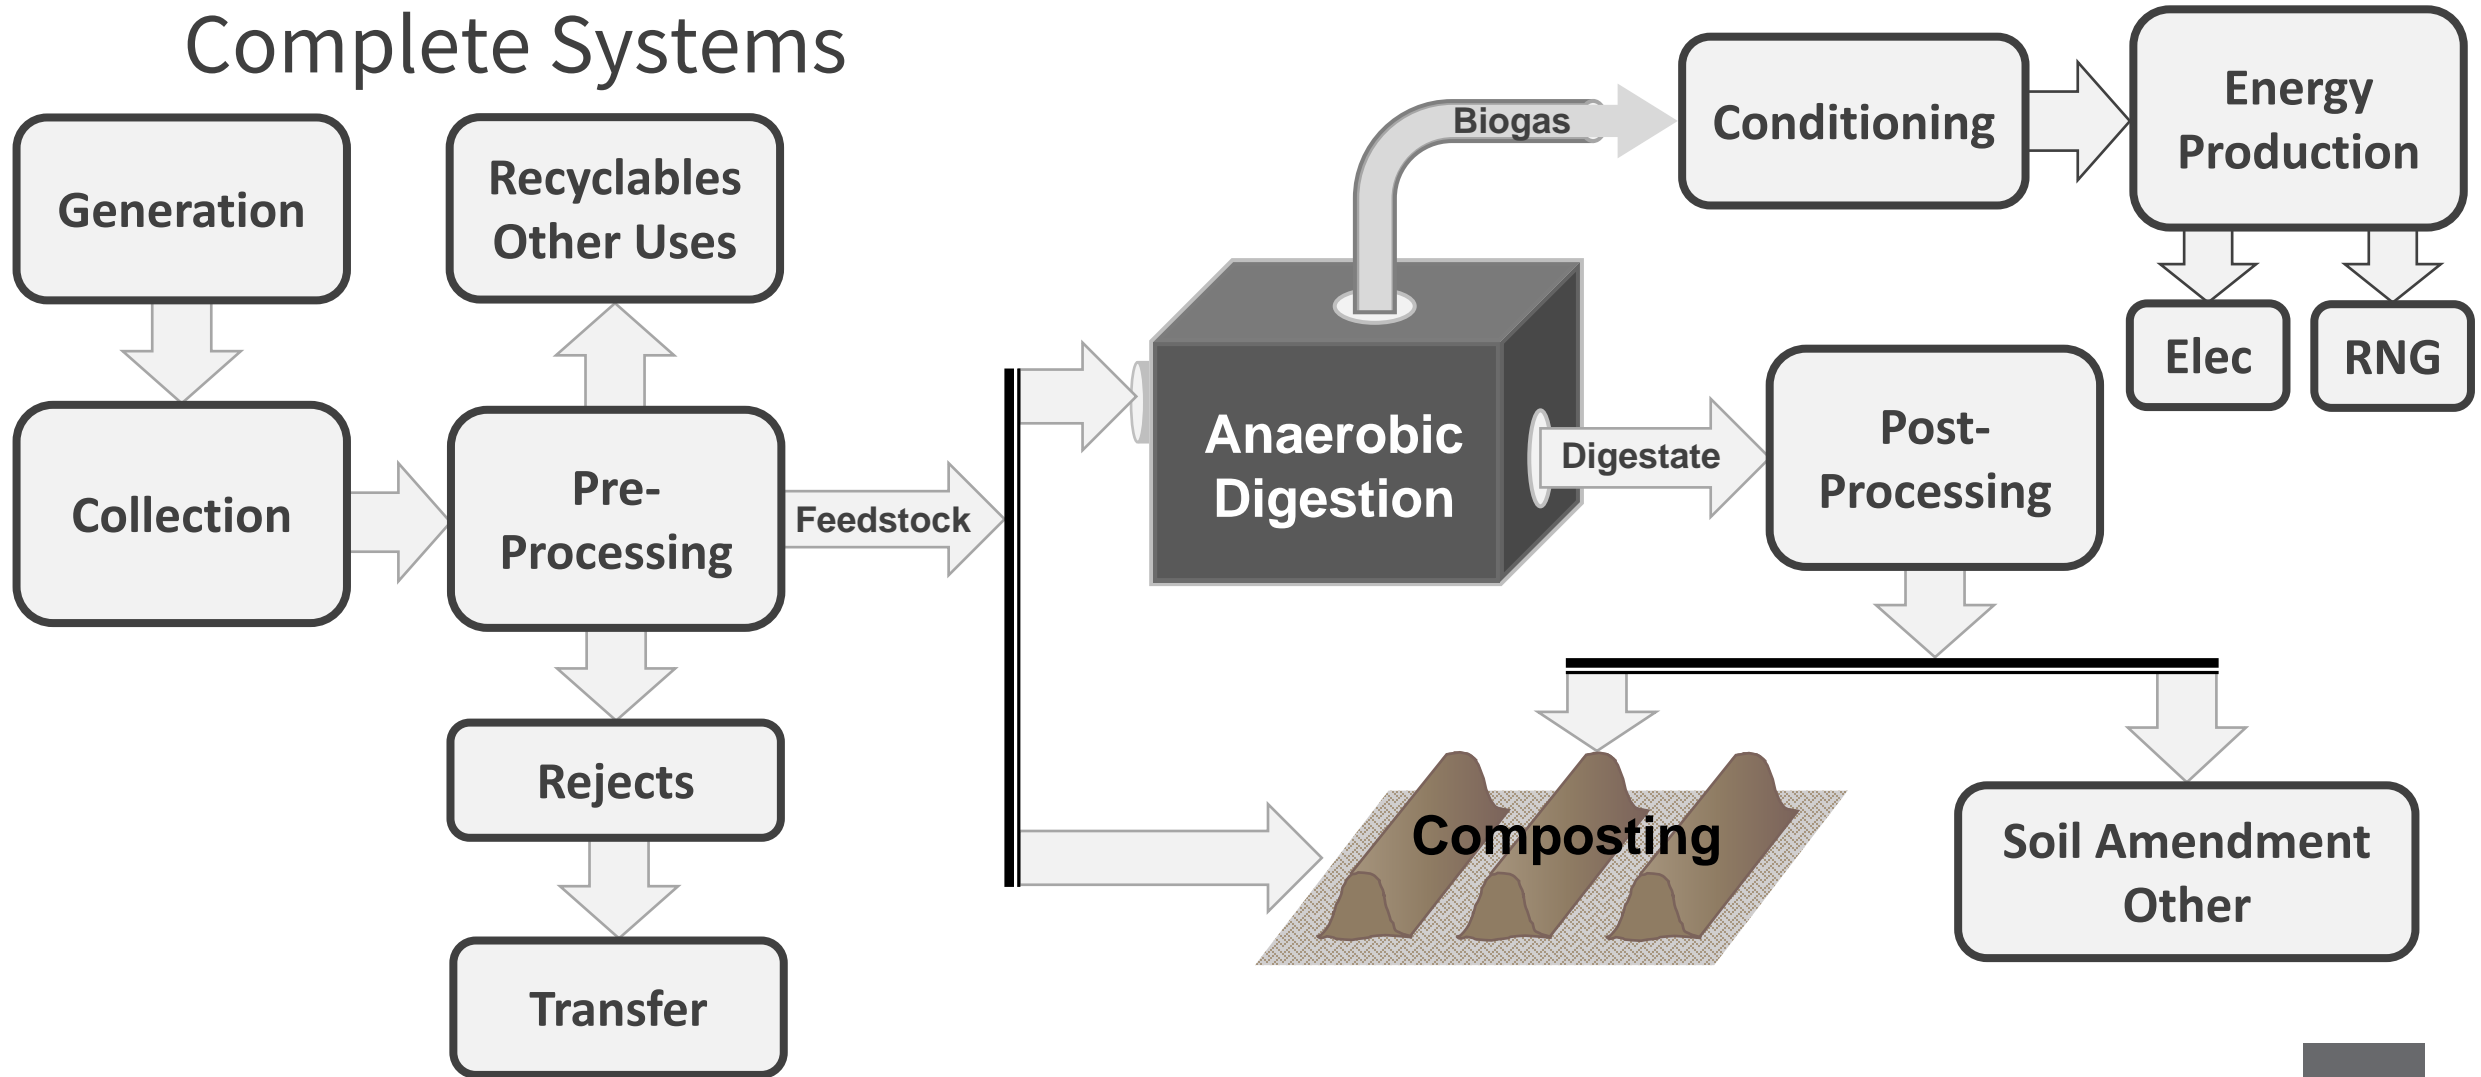 Complete Systems
Generation
Collection
Recyclables
Other Uses
Pre-
Processing
Rejects
Transfer
Feedstock
Anaerobic
Digestion
Biogas
Conditioning
Energy
Production
Elec
RNG
Digestate
Post-
Processing
Composting
Soil Amendment
Other